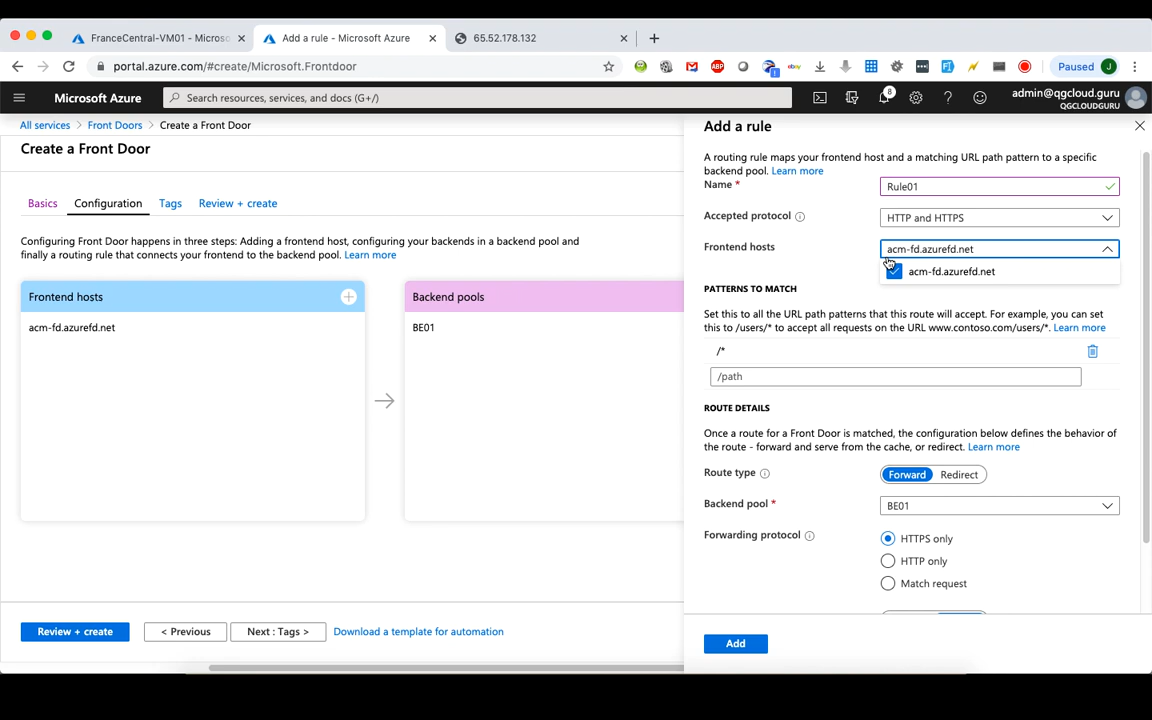 FranceCentral-VM01 - Microso
Add a rule - Microsoft Azure
65.52.178.132
portal.azure.com/#create/Microsoft.Frontdoor
ABP
Paused J
Microsoft Azure
Search resources, services, and docs (G+/)
8
admin@qgcloud.guru
QGCLOUDGURU
All services > Front Doors > Create a Front Door
Create a Front Door
Basics
Configuration
Tags
Review + create
Configuring Front Door happens in three steps: Adding a frontend host, configuring your backends in a backend pool and
finally a routing rule that connects your frontend to the backend pool. Learn more
Frontend hosts
acm-fd.azurefd.net
Backend pools
BE01
Review + create
< Previous
Next : Tags >
Download a template for automation
Add a rule
A routing rule maps your frontend host and a matching URL path pattern to a specific
backend pool. Learn more
Name *
Rule01
Accepted protocol
HTTP and HTTPS
Frontend hosts
acm-fd.azurefd.net
acm-fd.azurefd.net
PATTERNS TO MATCH
Set this to all the URL path patterns that this route will accept. For example, you can set
this to /users/* to accept all requests on the URL www.contoso.com/users/*. Learn more
/*
/path
ROUTE DETAILS
Once a route for a Front Door is matched, the configuration below defines the behavior of
the route - forward and serve from the cache, or redirect. Learn more
Route type
Forward Redirect
Backend pool *
BE01
Forwarding protocol
HTTPS only
HTTP only
Match request
Add